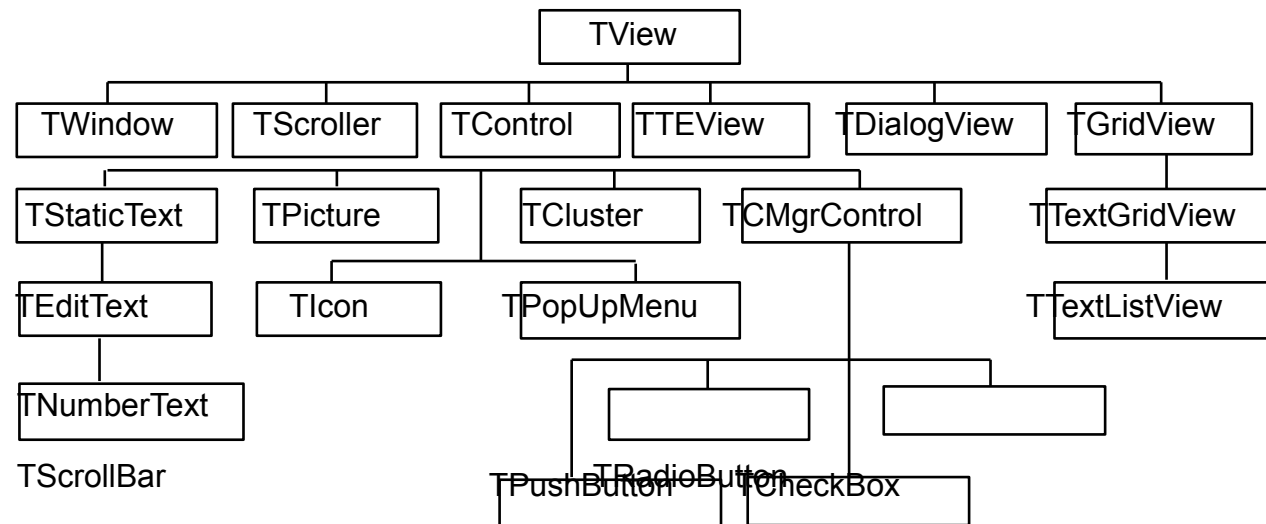 TView
TWindow TScroller TControl TTEView TDialogView TGridView
TStaticText TPicture TCluster TCMgrControl TTextGridView
TEditText TIcon TPopUpMenu TTextListView
TNumberText
TScrollBar TRadioButton
TPushButton TCheckBox